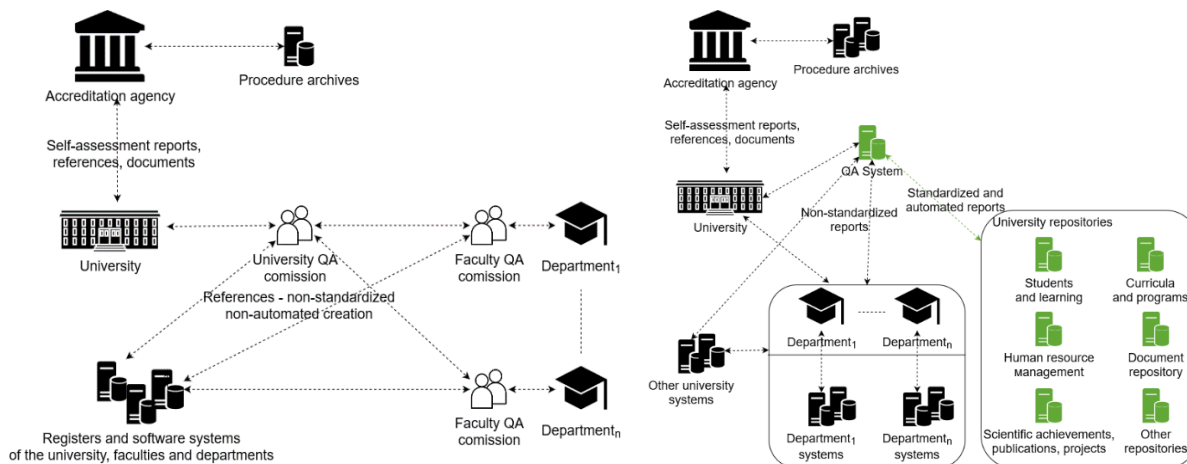 Accreditation agency
Procedure archives
Self-assessment reports,
references, documents
University
University QA
comission
Faculty QA
comission
Department₁
References - non-standardized
non-automated creation
Registers and software systems
of the university, faculties and departments
Faculty QA
comission
Departmentₙ
Accreditation agency
Procedure archives
Self-assessment reports,
references, documents
QA System
University
Non-standardized
reports
Standardized and
automated reports
University repositories
Students
and learning
Curricula
and programs
Human resource
мanagement
Document
repository
Scientific achievements,
publications, projects
Other
repositories
Department₁
Departmentₙ
Other university
systems
Department₁
systems
Departmentₙ
systems